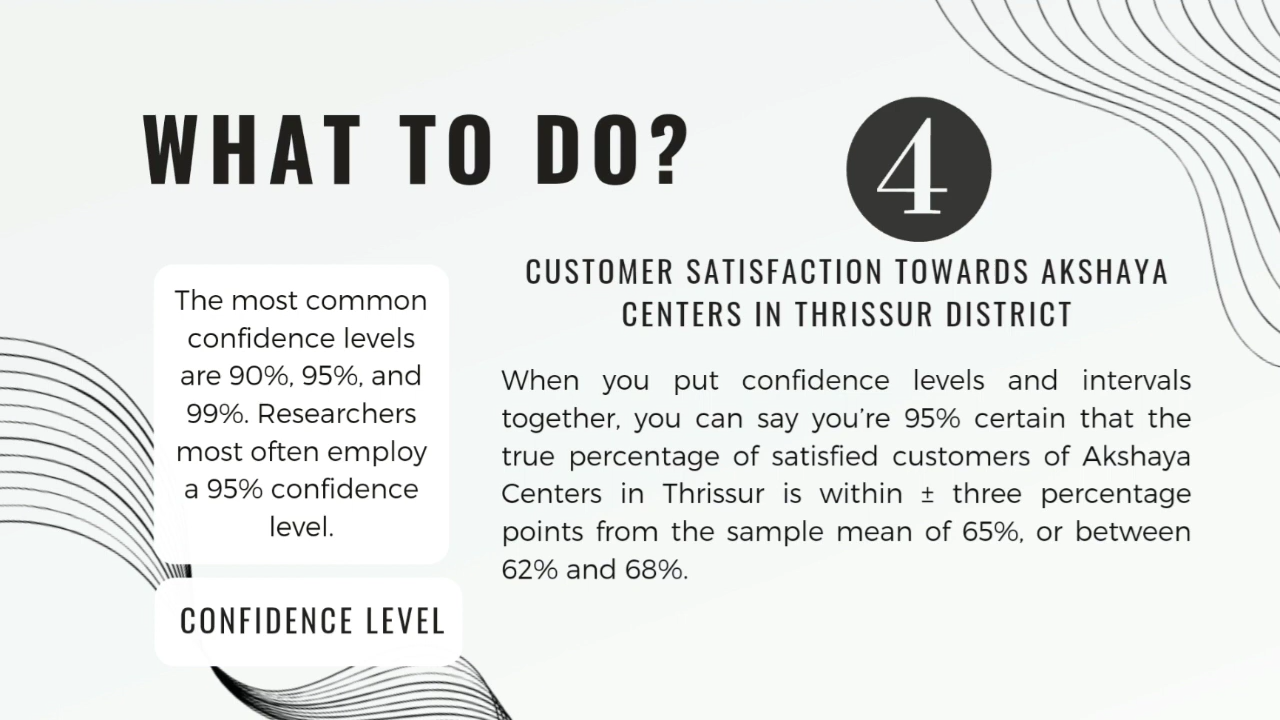 WHAT TO DO?
The most common
confidence levels
are 90%, 95%, and
99%. Researchers
most often employ
a 95% confidence
level.
CONFIDENCE LEVEL
4
CUSTOMER SATISFACTION TOWARDS AKSHAYA
CENTERS IN THRISSUR DISTRICT
When you put confidence levels and intervals
together, you can say you’re 95% certain that the
true percentage of satisfied customers of Akshaya
Centers in Thrissur is within ± three percentage
points from the sample mean of 65%, or between
62% and 68%.